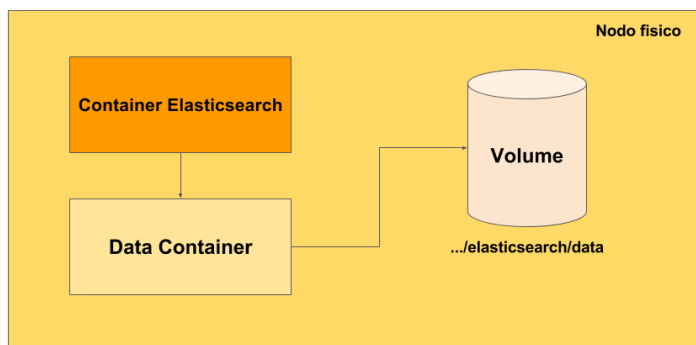 Nodo fisico
Container Elasticsearch
Volume
Data Container
.../elasticsearch/data